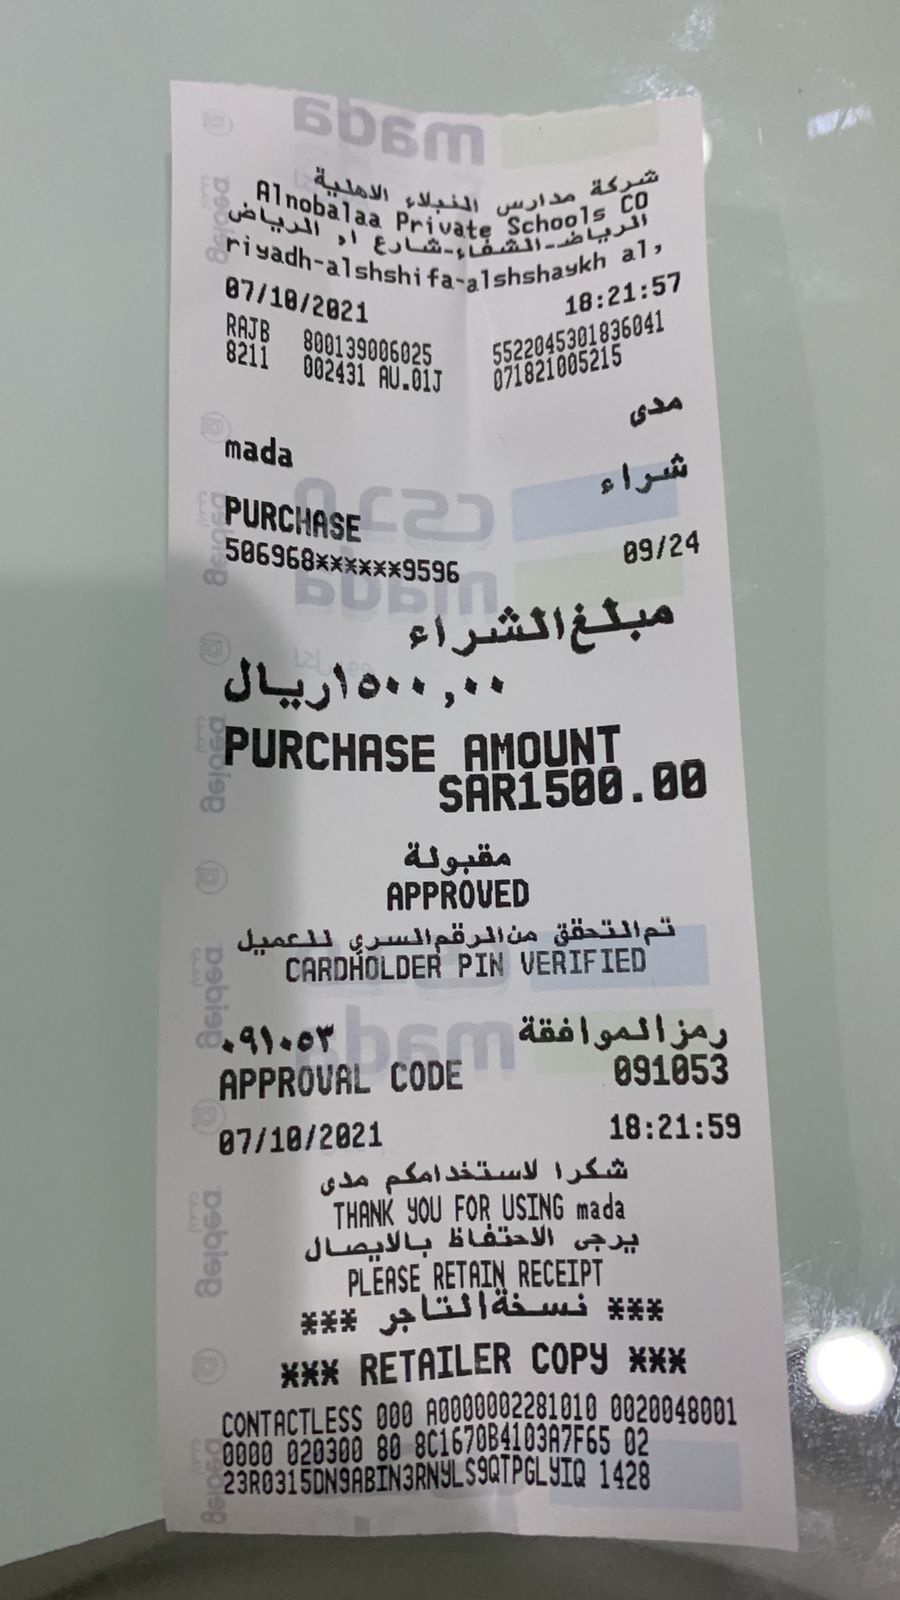 mada
شركة مدارس النبلاء الاهلية
Alnobalaa Private Schools CO
الرياض-الشفاء-شارع ال الرياض
riyadh-alshshifa-alshshaykh al,
07/10/2021 18:21:57
RAJB 800139006025 5522045301836041
8211 002431 AU.01J 071821005215
مدى
mada
شراء
PURCHASE
506968******9596 09/24
مبلغ الشراء
١٥٠٠,٠٠ ريال
PURCHASE AMOUNT
SAR1500.00
مقبولة
APPROVED
تم التحقق من الرقم السري للعميل
CARDHOLDER PIN VERIFIED
رمز الموافقة ٠٩١٠٥٣
APPROVAL CODE 091053
07/10/2021 18:21:59
شكرا لاستخدامكم مدى
THANK YOU FOR USING mada
يرجى الاحتفاظ بالايصال
PLEASE RETAIN RECEIPT
*** نسخة التاجر ***
*** RETAILER COPY ***
CONTACTLESS 000 A0000002281010 0020048001
0000 020300 80 8C1670B4103A7F65 02
23R0315DN9ABIN3RNYLS9QTPGLYIQ 1428